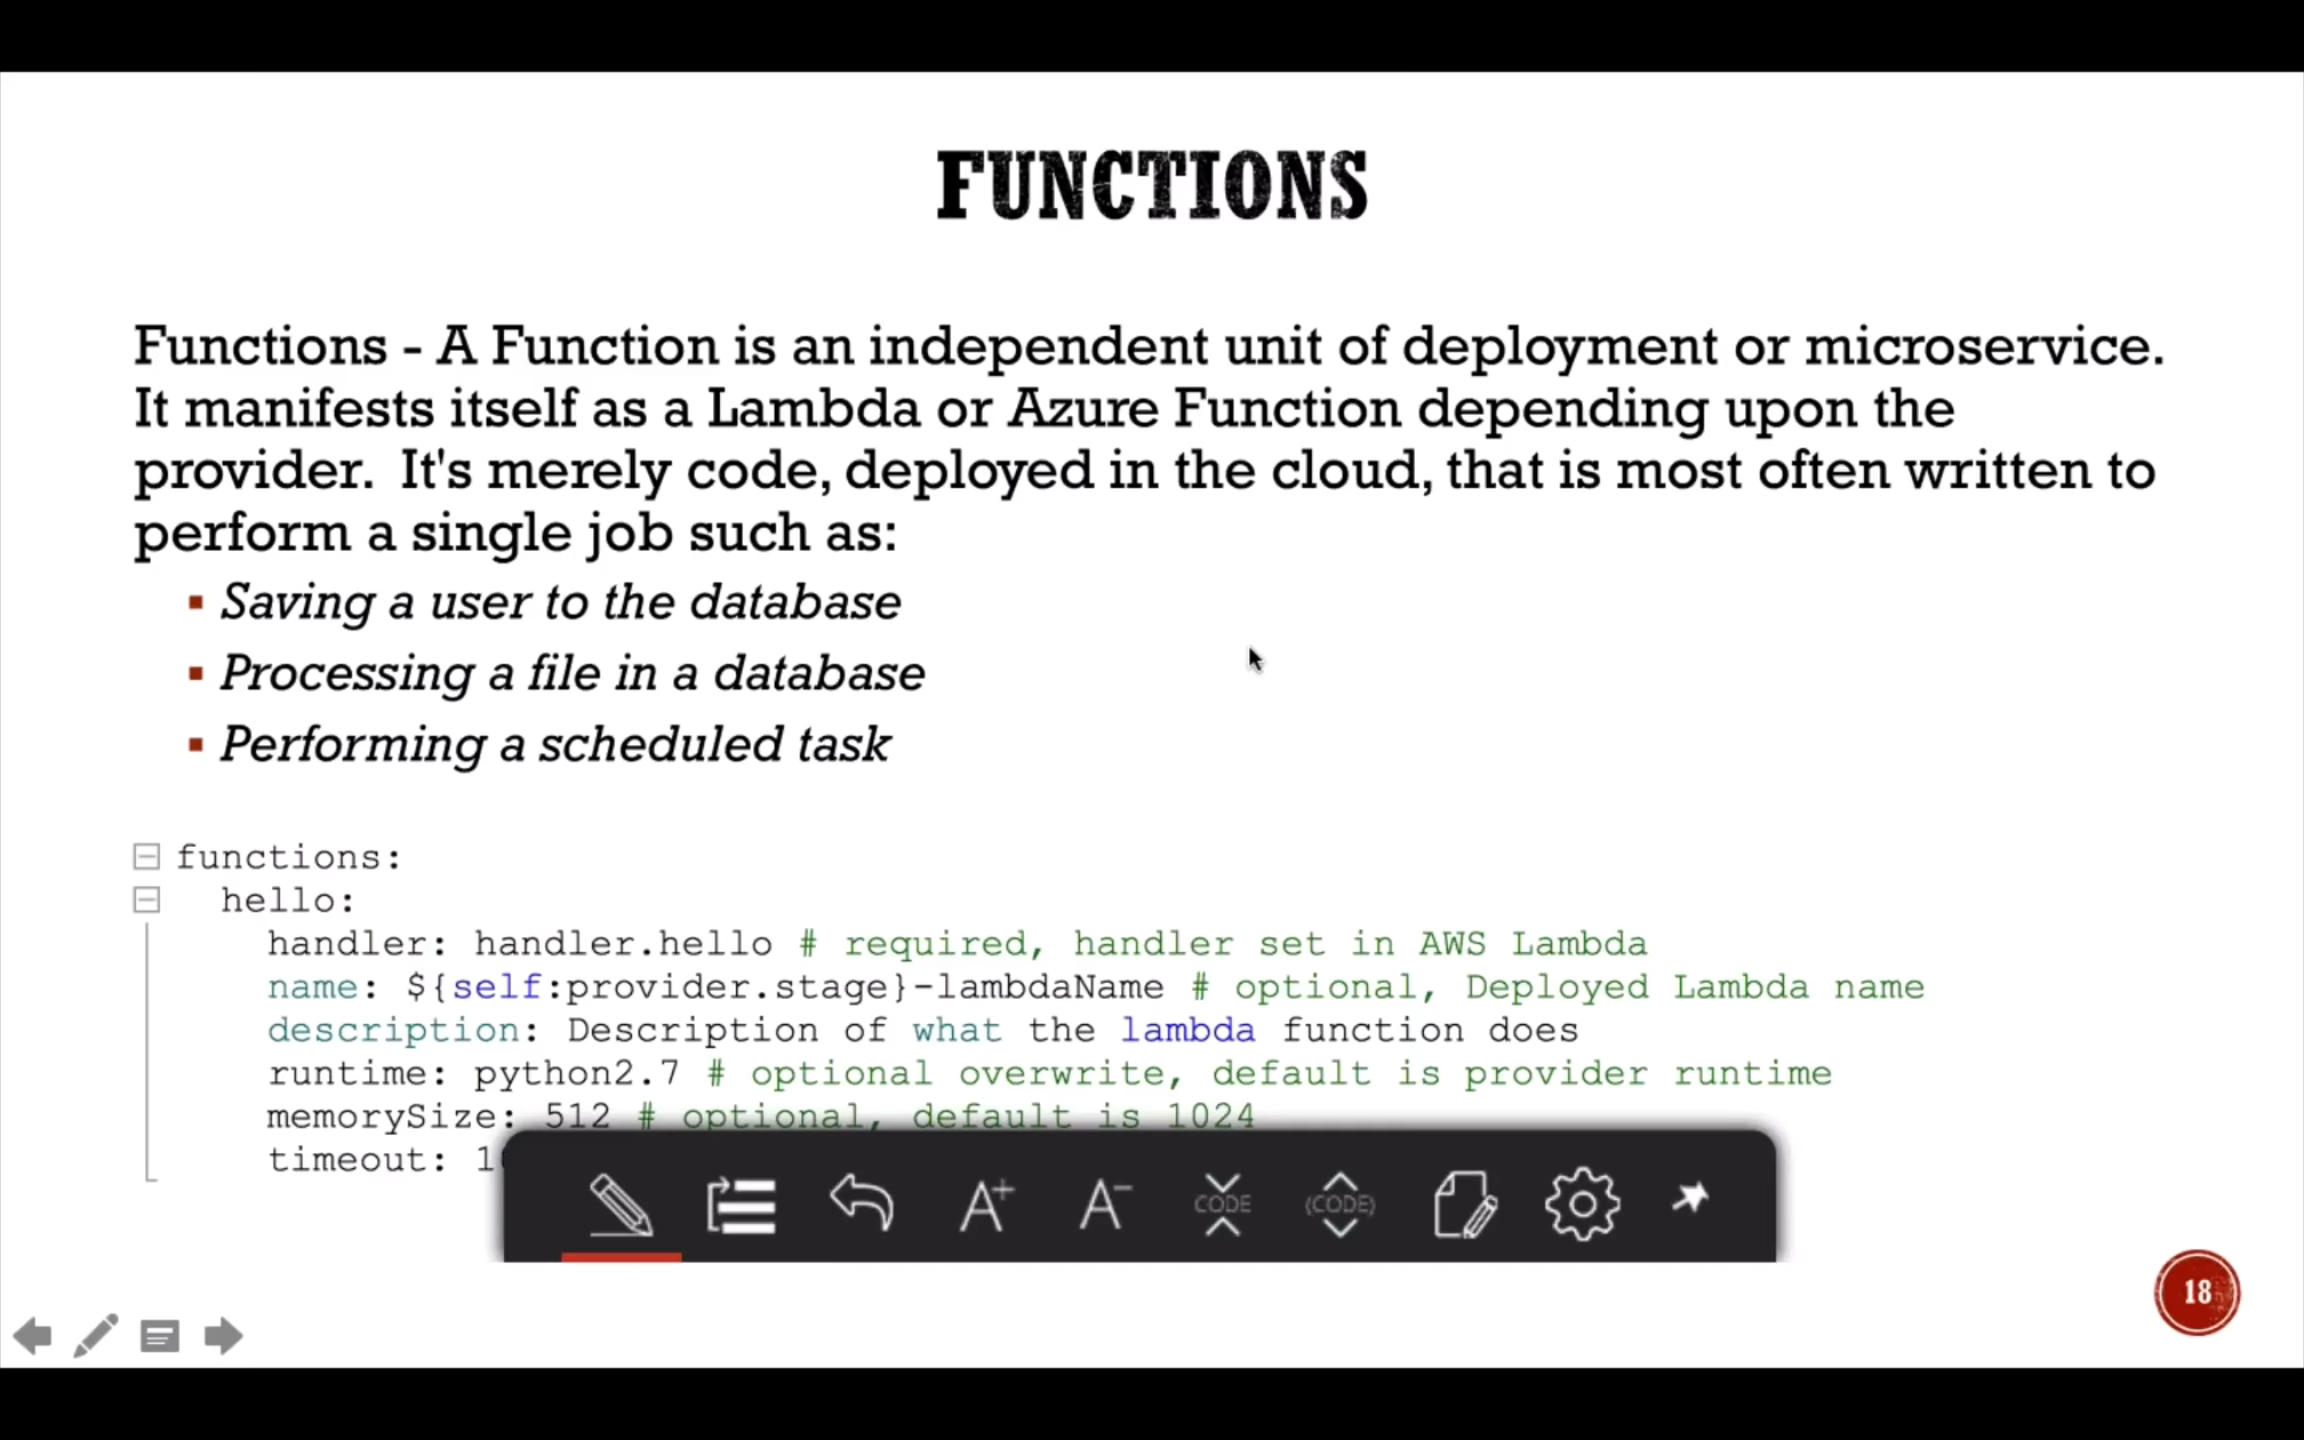 FUNCTIONS
Functions - A Function is an independent unit of deployment or microservice.
It manifests itself as a Lambda or Azure Function depending upon the
provider.  It's merely code, deployed in the cloud, that is most often written to
perform a single job such as:
▪ Saving a user to the database
▪ Processing a file in a database
▪ Performing a scheduled task
functions:
hello:
handler: handler.hello # required, handler set in AWS Lambda
name: ${self:provider.stage}-lambdaName # optional, Deployed Lambda name
description: Description of what the lambda function does
runtime: python2.7 # optional overwrite, default is provider runtime
memorySize: 512 # optional, default is 1024
timeout:
A+ A- CODE (CODE)
18